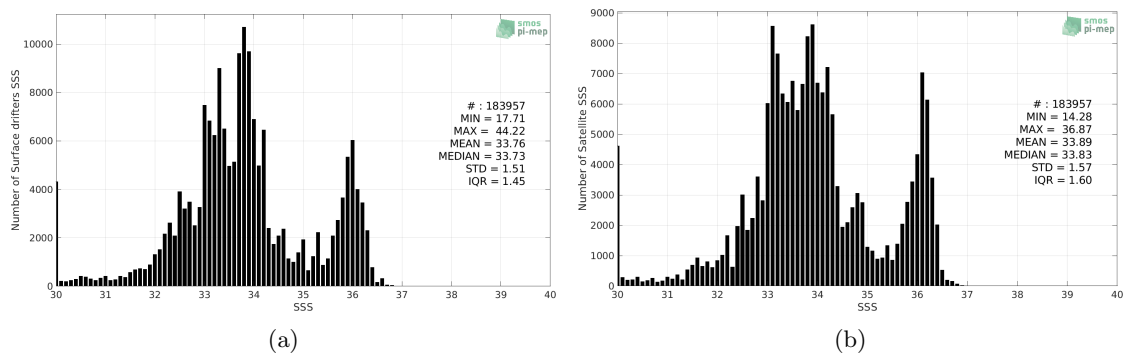 smos
pi-mep
10000
8000
6000
4000
2000
0
Number of Surface drifters SSS
# : 183957
MIN = 17.71
MAX = 44.22
MEAN = 33.76
MEDIAN = 33.73
STD = 1.51
IQR = 1.45
30 31 32 33 34 35 36 37 38 39 40
SSS
(a)
smos
pi-mep
9000
8000
7000
6000
5000
4000
3000
2000
1000
0
Number of Satellite SSS
# : 183957
MIN = 14.28
MAX = 36.87
MEAN = 33.89
MEDIAN = 33.83
STD = 1.57
IQR = 1.60
30 31 32 33 34 35 36 37 38 39 40
SSS
(b)